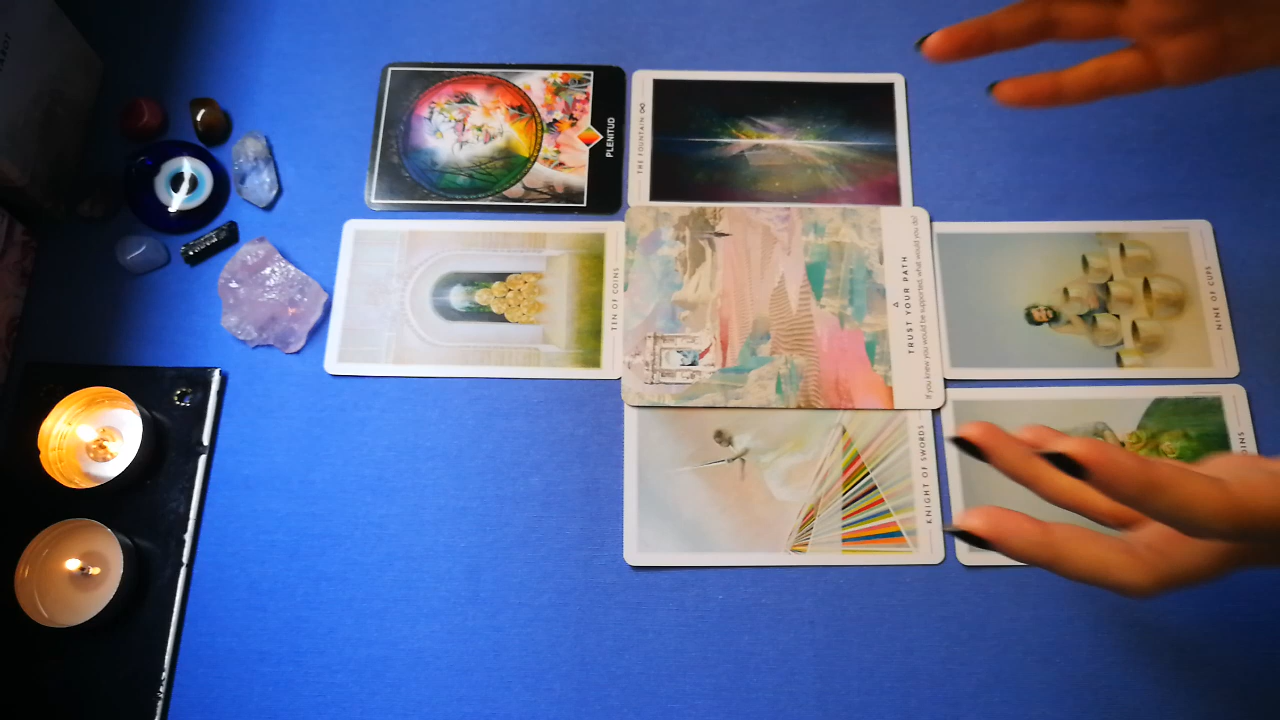 PLENITUD
THE FOUNTAIN ∞
TEN OF COINS
TRUST YOUR PATH
If you knew you would be supported, what would you do?
NINE OF CUPS
KNIGHT OF SWORDS
OINS